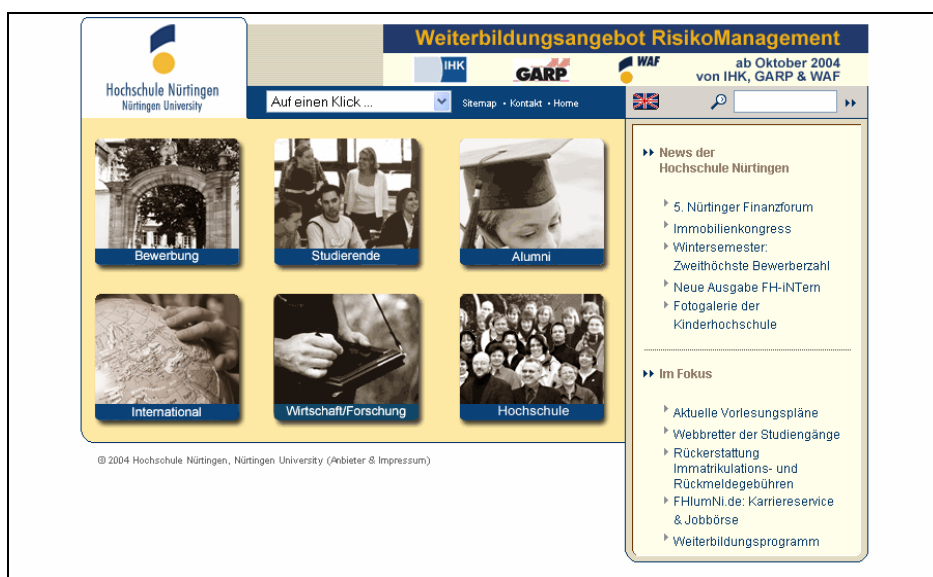 Hochschule Nürtingen
Nürtingen University
Weiterbildungsangebot RisikoManagement
IHK
GARP
WAF
ab Oktober 2004
von IHK, GARP & WAF
Auf einen Klick ...
Sitemap • Kontakt • Home
Bewerbung
Studierende
Alumni
International
Wirtschaft/Forschung
Hochschule
© 2004 Hochschule Nürtingen, Nürtingen University (Anbieter & Impressum)
News der
Hochschule Nürtingen
5. Nürtinger Finanzforum
Immobilienkongress
Wintersemester:
Zweithöchste Bewerberzahl
Neue Ausgabe FH-iNTern
Fotogalerie der
Kinderhochschule
Im Fokus
Aktuelle Vorlesungspläne
Webbretter der Studiengänge
Rückerstattung
Immatrikulations- und
Rückmeldegebühren
FHlumNi.de: Karriereservice
& Jobbörse
Weiterbildungsprogramm